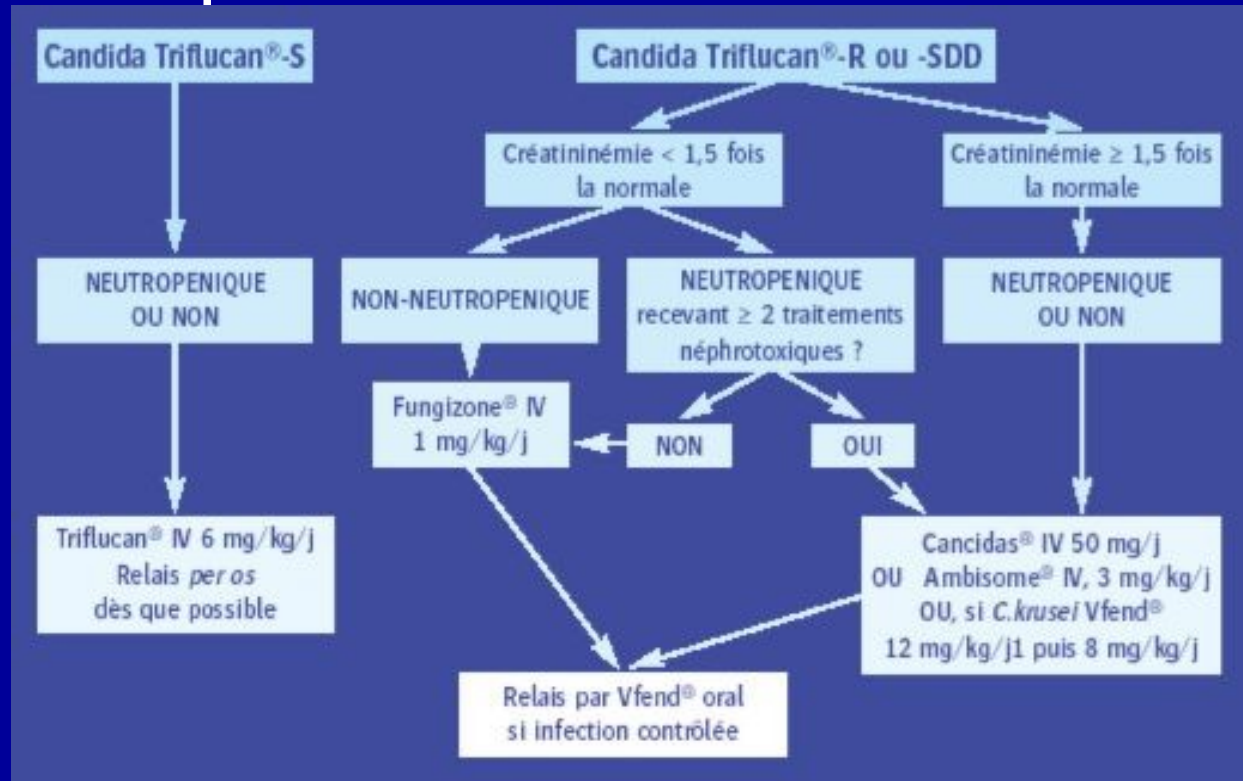 Candida Triflucan®-S
Candida Triflucan®-R ou -SDD
Créatininémie < 1,5 fois
la normale
Créatininémie ≥ 1,5 fois
la normale
NEUTROPENIQUE
OU NON
NON-NEUTROPENIQUE
NEUTROPENIQUE
recevant ≥ 2 traitements
néphrotoxiques ?
NEUTROPENIQUE
OU NON
Fungizone® IV
1 mg/kg/j
NON
OUI
Triflucan® IV 6 mg/kg/j
Relais per os
dès que possible
Cancidas® IV 50 mg/j
OU Ambisome® IV, 3 mg/kg/j
OU, si C.krusei Vfend®
12 mg/kg/j1 puis 8 mg/kg/j
Relais par Vfend® oral
si infection contrôlée